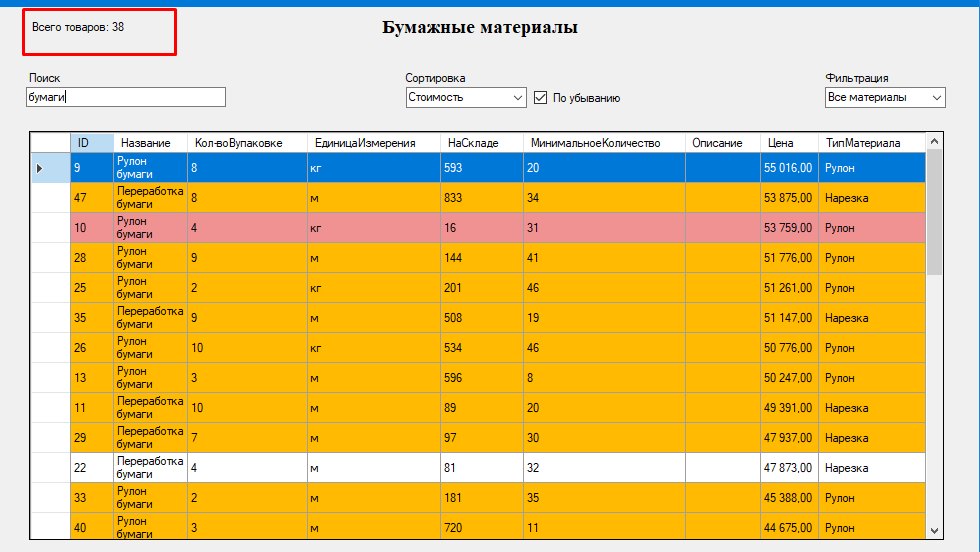 Всего товаров: 38
Бумажные материалы
Поиск
Сортировка
Фильтрация
бумаги
Стоимость
По убыванию
Все материалы
ID Название Кол-воВупаковке ЕдиницаИзмерения НаСкладе МинимальноеКоличество Описание Цена ТипМатериала
9 Рулон бумаги 8 кг 593 20 55 016,00 Рулон
47 Переработка бумаги 8 м 833 34 53 875,00 Нарезка
10 Рулон бумаги 4 кг 16 31 53 759,00 Рулон
28 Рулон бумаги 9 м 144 41 51 776,00 Рулон
25 Рулон бумаги 2 кг 201 46 51 261,00 Рулон
35 Переработка бумаги 9 м 508 19 51 147,00 Нарезка
26 Рулон бумаги 10 кг 534 46 50 776,00 Рулон
13 Рулон бумаги 3 м 596 8 50 247,00 Рулон
11 Переработка бумаги 10 м 89 20 49 391,00 Нарезка
29 Переработка бумаги 7 м 97 30 47 937,00 Нарезка
22 Переработка бумаги 4 м 81 32 47 873,00 Нарезка
33 Рулон бумаги 2 м 181 35 45 388,00 Рулон
40 Рулон бумаги 3 м 720 11 44 675,00 Рулон